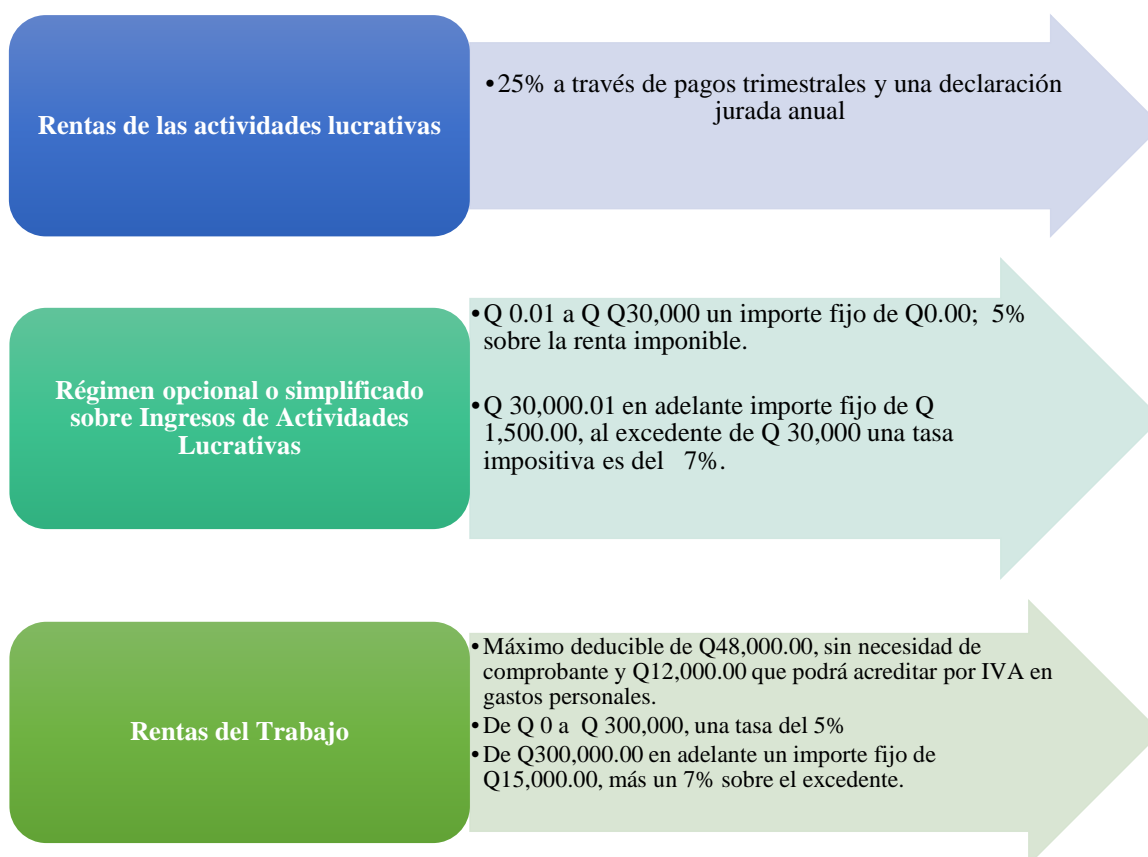 Rentas de las actividades lucrativas
•25% a través de pagos trimestrales y una declaración
jurada anual
Régimen opcional o simplificado
sobre Ingresos de Actividades
Lucrativas
•Q 0.01 a Q Q30,000 un importe fijo de Q0.00; 5%
sobre la renta imponible.
•Q 30,000.01 en adelante importe fijo de Q
1,500.00, al excedente de Q 30,000 una tasa
impositiva es del 7%.
Rentas del Trabajo
•Máximo deducible de Q48,000.00, sin necesidad de
comprobante y Q12,000.00 que podrá acreditar por IVA en
gastos personales.
•De Q 0 a Q 300,000, una tasa del 5%
•De Q300,000.00 en adelante un importe fijo de
Q15,000.00, más un 7% sobre el excedente.